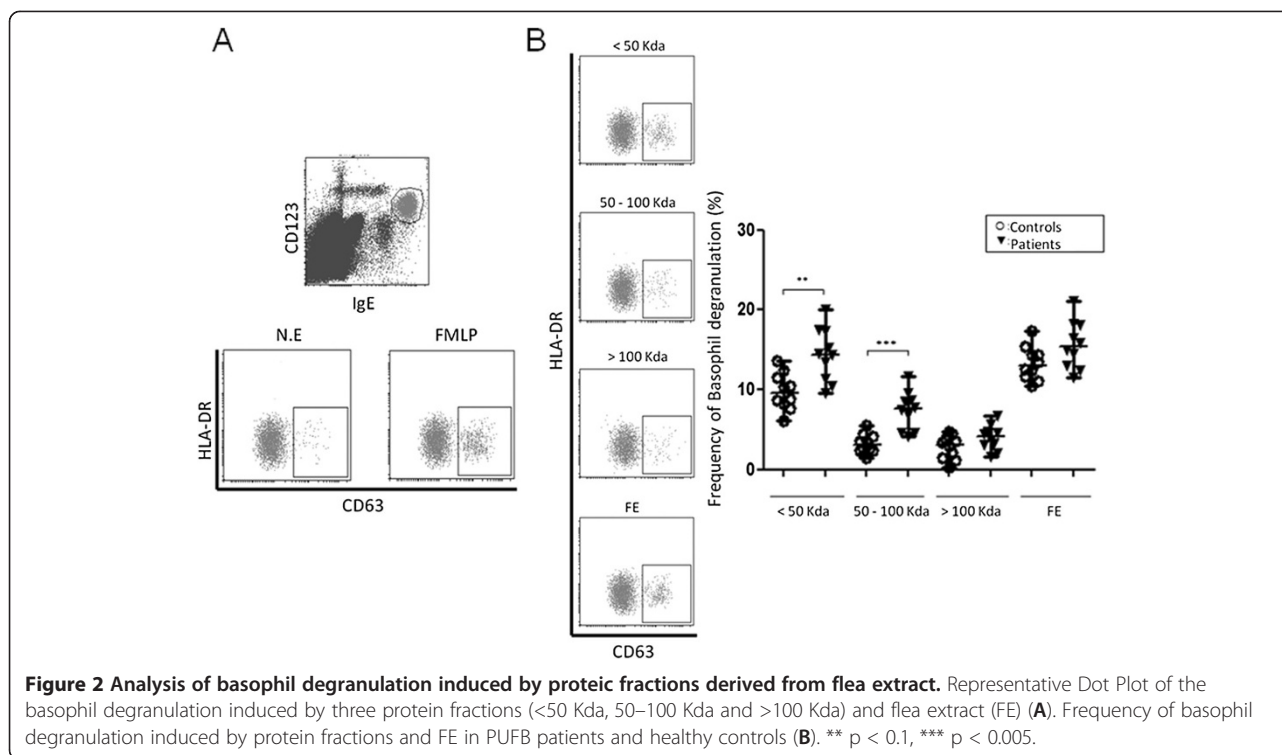 A
B
CD123
IgE
N.E
FMLP
HLA-DR
CD63
< 50 Kda
50 - 100 Kda
> 100 Kda
FE
HLA-DR
CD63
Frequency of Basophil degranulation (%)
30
20
10
0
Controls
Patients
**
***
< 50 Kda
50 - 100 Kda
> 100 Kda
FE
Figure 2 Analysis of basophil degranulation induced by proteic fractions derived from flea extract. Representative Dot Plot of the
basophil degranulation induced by three protein fractions (<50 Kda, 50–100 Kda and >100 Kda) and flea extract (FE) (A). Frequency of basophil
degranulation induced by protein fractions and FE in PUFB patients and healthy controls (B). ** p < 0.1, *** p < 0.005.